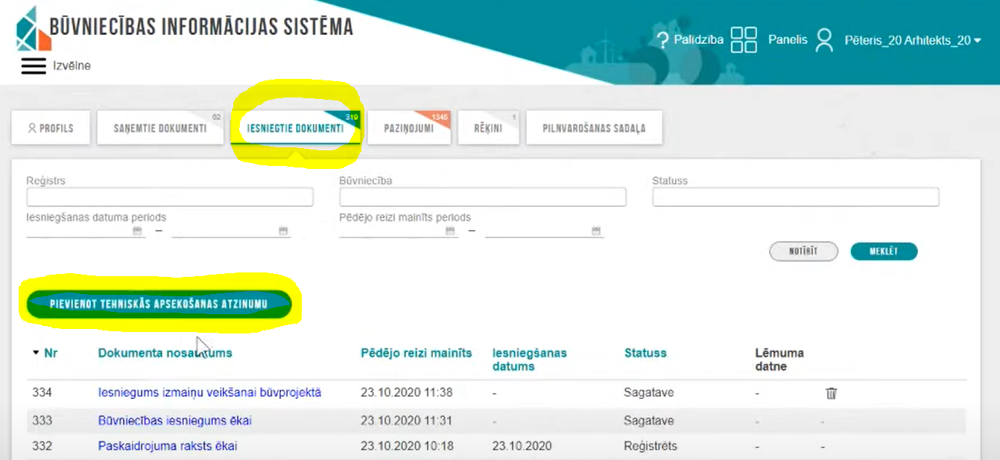 BŪVNIECĪBAS INFORMĀCIJAS SISTĒMA
? Palīdzība Panelis Pēteris_20 Arhitekts_20
Izvēlne
PROFILS SAŅEMTIE DOKUMENTI 62 IESNIEGTIE DOKUMENTI 319 PAZIŅOJUMI 1345 RĒĶINI 1 PILNVAROŠANAS SADAĻA
Reģistrs Būvniecība Statuss
Iesniegšanas datuma periods Pēdējo reizi mainīts periods
– –
NOTĪRĪT MEKLĒT
PIEVIENOT TEHNISKĀS APSEKOŠANAS ATZINUMU
Nr Dokumenta nosaukums Pēdējo reizi mainīts Iesniegšanas datums Statuss Lēmuma datne
334 Iesniegums izmaiņu veikšanai būvprojektā 23.10.2020 11:38 - Sagatave -
333 Būvniecības iesniegums ēkai 23.10.2020 11:31 - Sagatave - -
332 Paskaidrojuma raksts ēkai 23.10.2020 10:18 23.10.2020 Reģistrēts - -